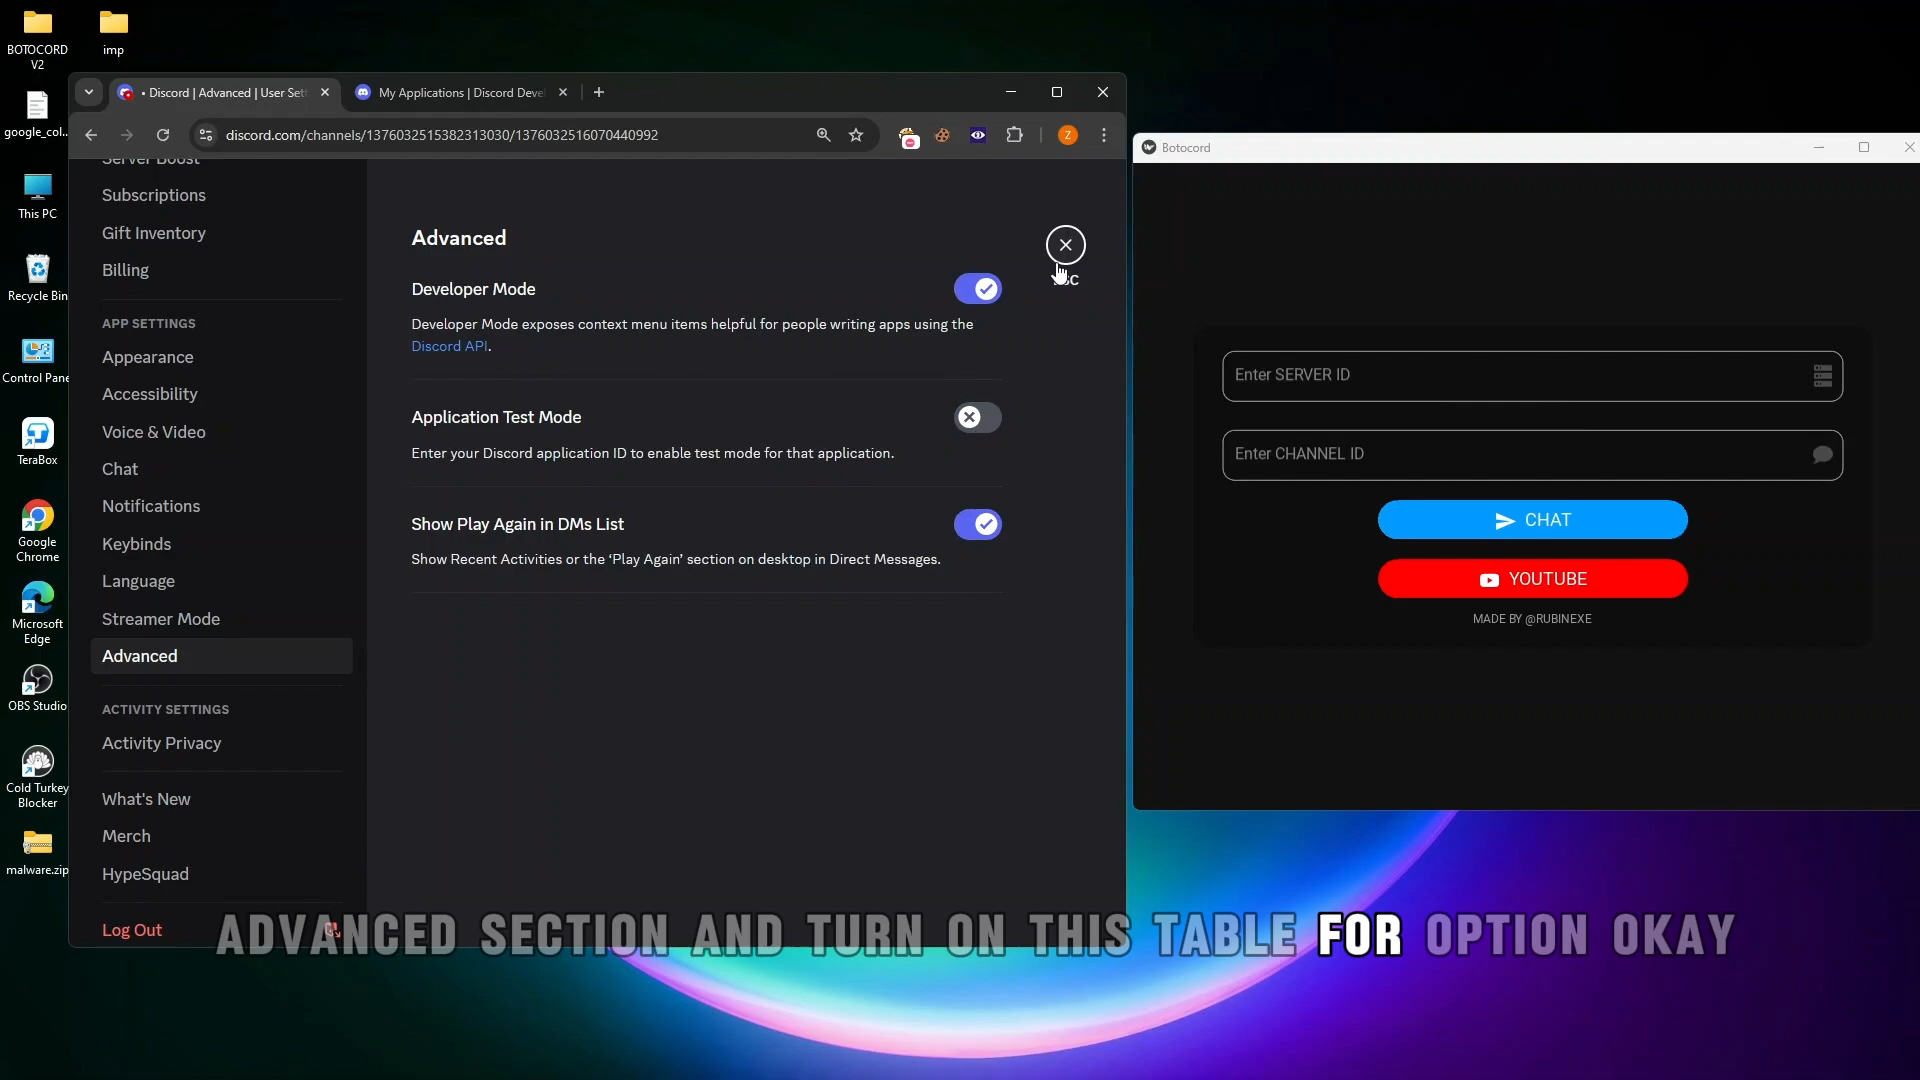 BOTOCORD
V2
imp
google_col...
This PC
Recycle Bin
Control Pane
TeraBox
Google
Chrome
Microsoft
Edge
OBS Studio
Cold Turkey
Blocker
malware.zip
• Discord | Advanced | User Set
My Applications | Discord Deve
discord.com/channels/1376032515382313030/1376032516070440992
Z
Server Boost
Subscriptions
Gift Inventory
Billing
APP SETTINGS
Appearance
Accessibility
Voice & Video
Chat
Notifications
Keybinds
Language
Streamer Mode
Advanced
ACTIVITY SETTINGS
Activity Privacy
What's New
Merch
HypeSquad
Log Out
Advanced
Developer Mode
Developer Mode exposes context menu items helpful for people writing apps using the
Discord API.
Application Test Mode
Enter your Discord application ID to enable test mode for that application.
Show Play Again in DMs List
Show Recent Activities or the ‘Play Again’ section on desktop in Direct Messages.
Botocord
Enter SERVER ID
Enter CHANNEL ID
CHAT
YOUTUBE
MADE BY @RUBINEXE
ADVANCED SECTION AND TURN ON THIS TABLE FOR OPTION OKAY